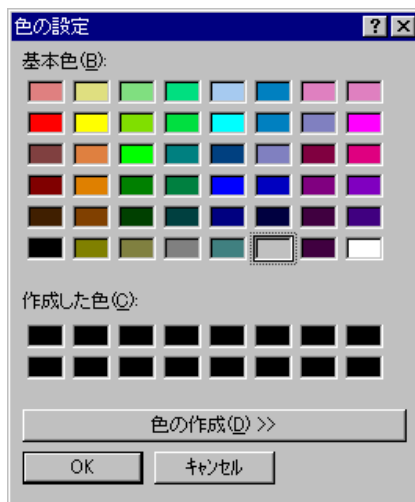 色の設定
基本色(B):
作成した色(C):
色の作成(D) >>
OK
キャンセル